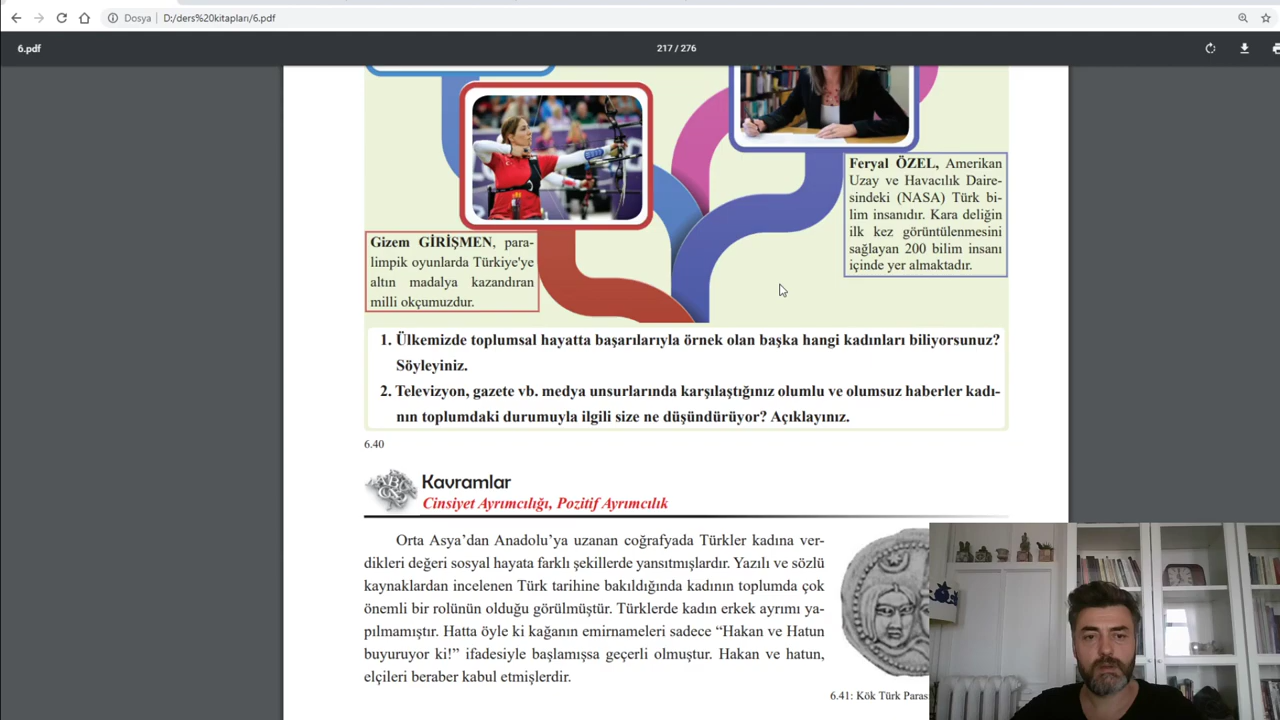 Dosya
D:/ders%20kitapları/6.pdf
6.pdf
217 / 276
Gizem GİRİŞMEN, para-
limpik oyunlarda Türkiye'ye
altın madalya kazandıran
milli okçumuzdur.
Feryal ÖZEL, Amerikan
Uzay ve Havacılık Daire-
sindeki (NASA) Türk bi-
lim insanıdır. Kara deliğin
ilk kez görüntülenmesini
sağlayan 200 bilim insanı
içinde yer almaktadır.
1. Ülkemizde toplumsal hayatta başarılarıyla örnek olan başka hangi kadınları biliyorsunuz?
Söyleyiniz.
2. Televizyon, gazete vb. medya unsurlarında karşılaştığınız olumlu ve olumsuz haberler kadı-
nın toplumdaki durumuyla ilgili size ne düşündürüyor? Açıklayınız.
6.40
Kavramlar
Cinsiyet Ayrımcılığı, Pozitif Ayrımcılık
Orta Asya’dan Anadolu’ya uzanan coğrafyada Türkler kadına ver-
dikleri değeri sosyal hayata farklı şekillerde yansıtmışlardır. Yazılı ve sözlü
kaynaklardan incelenen Türk tarihine bakıldığında kadının toplumda çok
önemli bir rolünün olduğu görülmüştür. Türklerde kadın erkek ayrımı ya-
pılmamıştır. Hatta öyle ki kağanın emirnameleri sadece “Hakan ve Hatun
buyuruyor ki!” ifadesiyle başlamışsa geçerli olmuştur. Hakan ve hatun,
elçileri beraber kabul etmişlerdir.
6.41: Kök Türk Paras